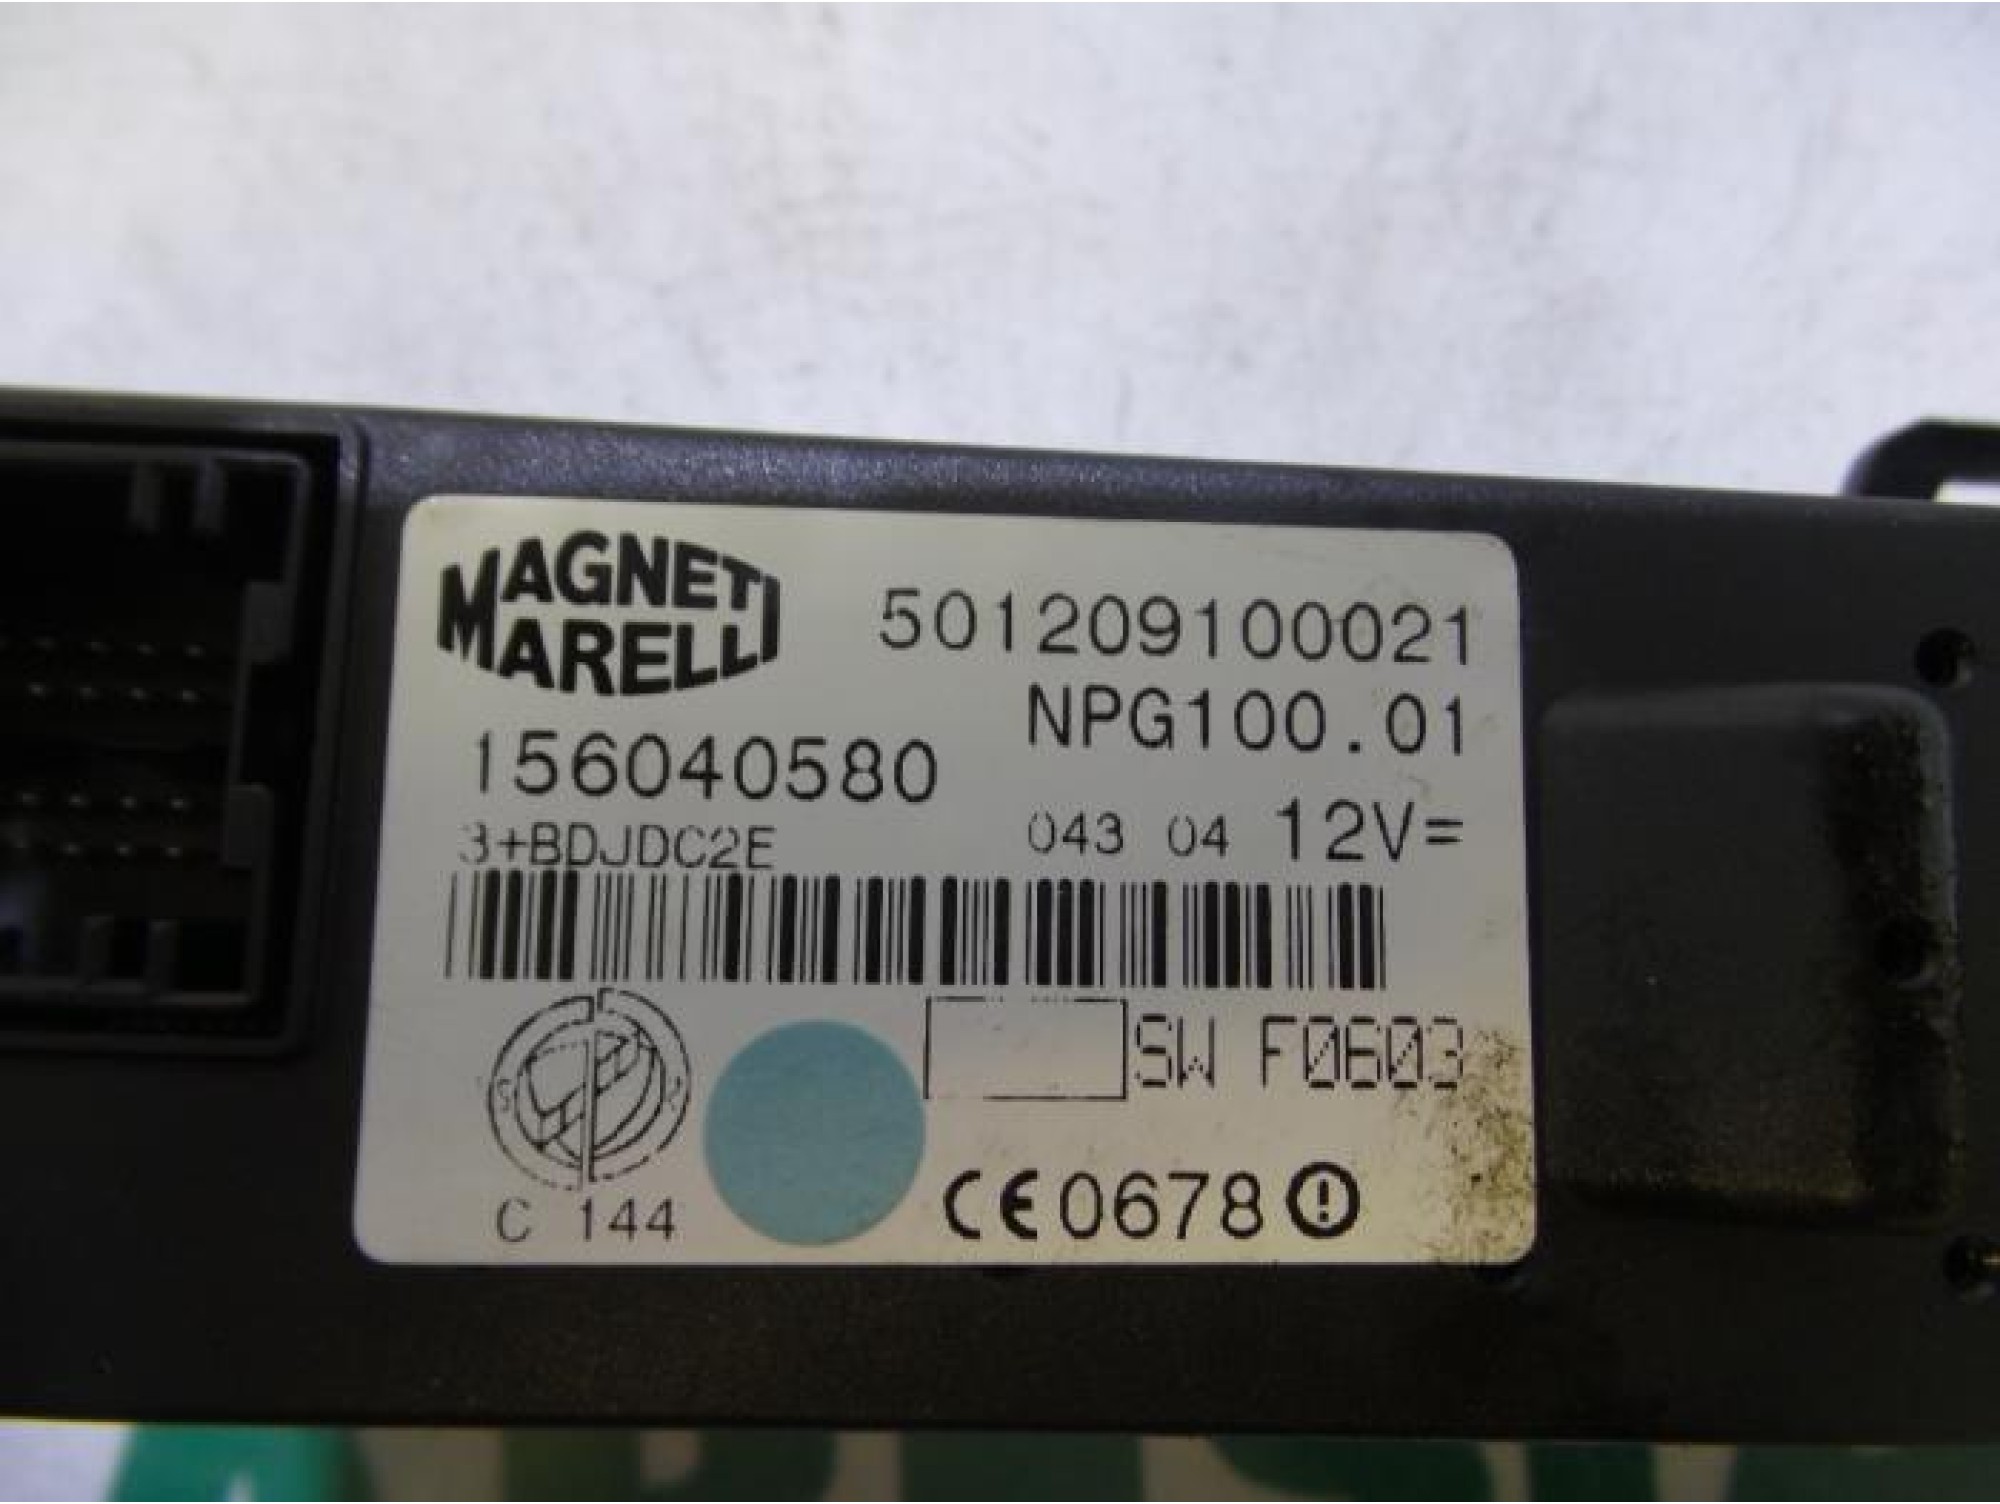 MAGNETI
MARELLI
501209100021
NPG100.01
156040580
3+BDJDC2E
043 04 12V=
SW F0603
C 144
CE0678